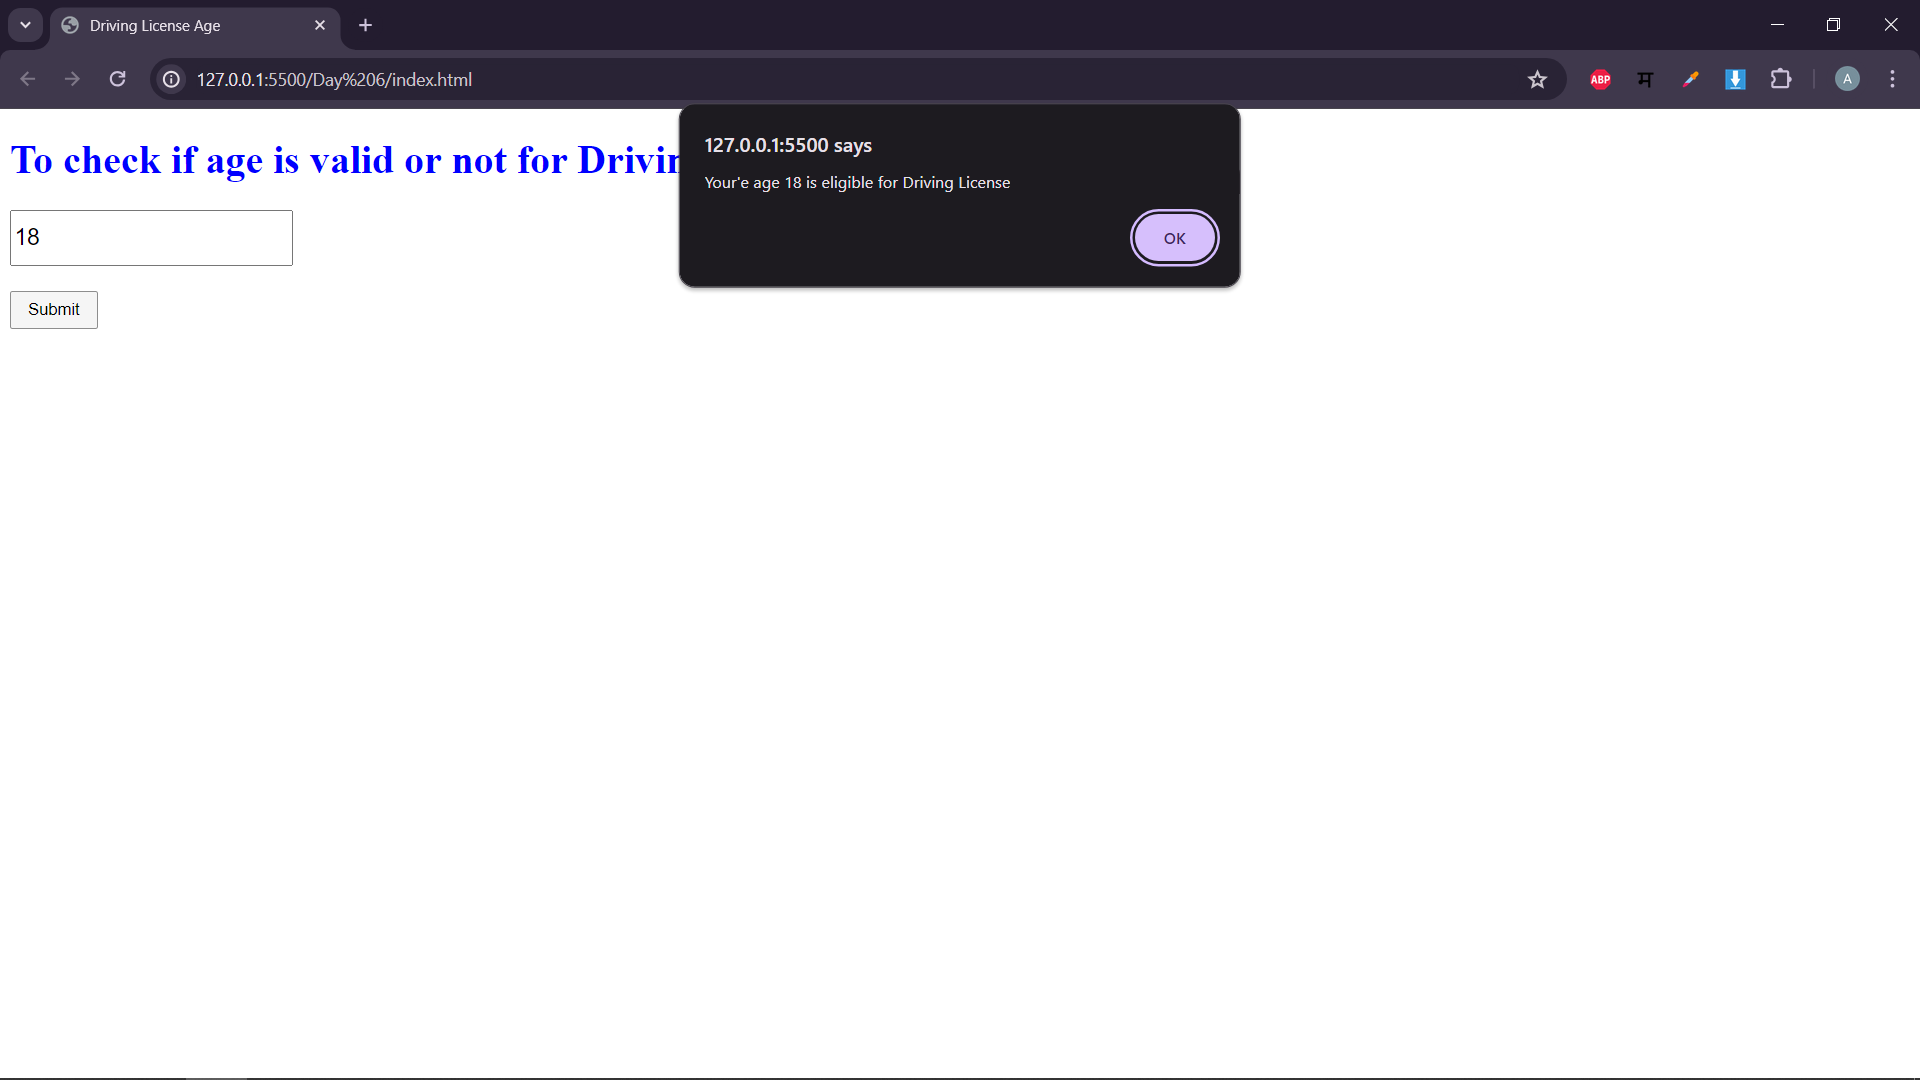 Driving License Age
127.0.0.1:5500/Day%206/index.html
ABP
म
A
To check if age is valid or not for
127.0.0.1:5500 says
Your'e age 18 is eligible for Driving License
OK
18
Submit